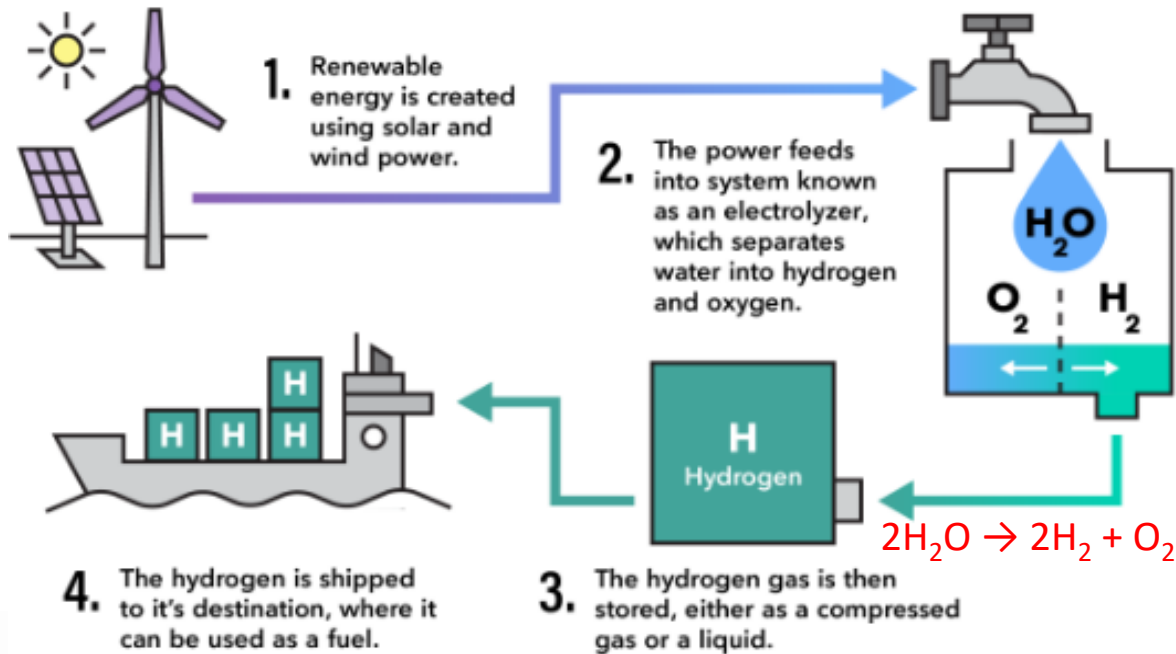 1. Renewable
energy is created
using solar and
wind power.
2. The power feeds
into system known
as an electrolyzer,
which separates
water into hydrogen
and oxygen.
H₂O
O₂ H₂
H
H H H
H
Hydrogen
2H₂O → 2H₂ + O₂
4. The hydrogen is shipped
to it's destination, where it
can be used as a fuel.
3. The hydrogen gas is then
stored, either as a compressed
gas or a liquid.